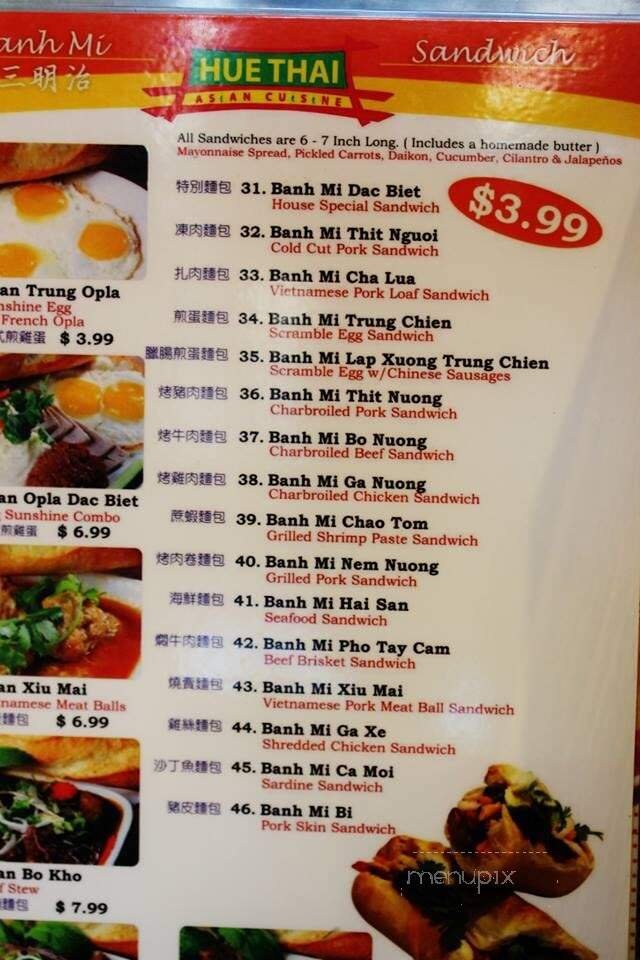 anh Mi
三明治
Sandwich
HUE THAI
ASIAN CUISINE
All Sandwiches are 6 - 7 Inch Long. ( Includes a homemade butter )
Mayonnaise Spread, Pickled Carrots, Daikon, Cucumber, Cilantro & Jalapeños
$3.99
特別麵包 31. Banh Mi Dac Biet
House Special Sandwich
凍肉麵包 32. Banh Mi Thit Nguoi
Cold Cut Pork Sandwich
扎肉麵包 33. Banh Mi Cha Lua
Vietnamese Pork Loaf Sandwich
煎蛋麵包 34. Banh Mi Trung Chien
Scramble Egg Sandwich
臘腸煎蛋麵包 35. Banh Mi Lap Xuong Trung Chien
Scramble Egg w/Chinese Sausages
烤豬肉麵包 36. Banh Mi Thit Nuong
Charbroiled Pork Sandwich
烤牛肉麵包 37. Banh Mi Bo Nuong
Charbroiled Beef Sandwich
烤雞肉麵包 38. Banh Mi Ga Nuong
Charbroiled Chicken Sandwich
蔗蝦麵包 39. Banh Mi Chao Tom
Grilled Shrimp Paste Sandwich
烤肉卷麵包 40. Banh Mi Nem Nuong
Grilled Pork Sandwich
海鮮麵包 41. Banh Mi Hai San
Seafood Sandwich
燜牛肉麵包 42. Banh Mi Pho Tay Cam
Beef Brisket Sandwich
燒賣麵包 43. Banh Mi Xiu Mai
Vietnamese Pork Meat Ball Sandwich
雞絲麵包 44. Banh Mi Ga Xe
Shredded Chicken Sandwich
沙丁魚麵包 45. Banh Mi Ca Moi
Sardine Sandwich
豬皮麵包 46. Banh Mi Bi
Pork Skin Sandwich
an Trung Opla
nshine Egg
French Opla
式煎雞蛋 $ 3.99
an Opla Dac Biet
Sunshine Combo
煎雞蛋 $ 6.99
an Xiu Mai
namese Meat Balls
麵包 $ 6.99
an Bo Kho
f Stew
麵包 $ 7.99
menupix